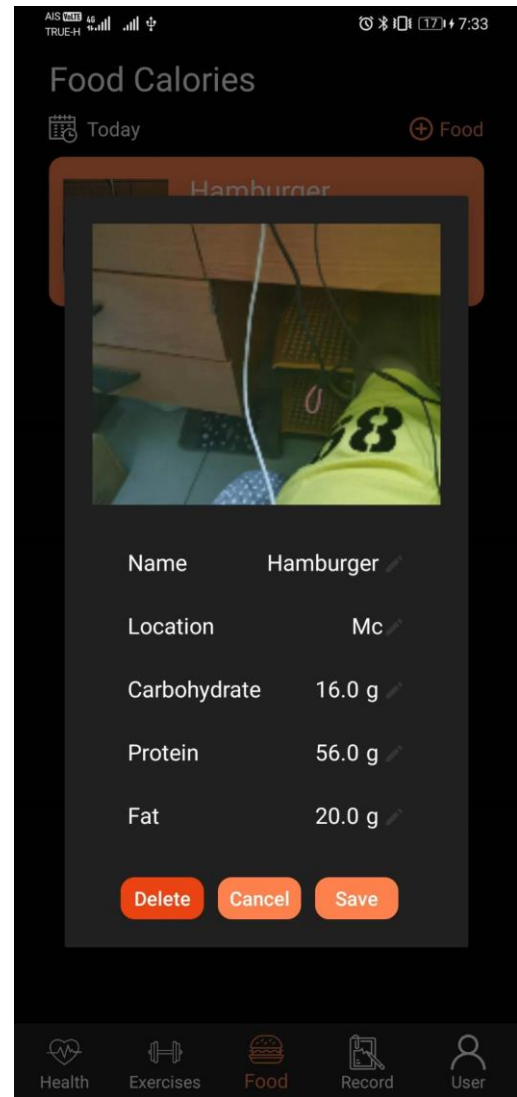 AIS VoLTE 4G 17 7:33
TRUE-H
Food Calories
Today Food
Hamburger
58
Name Hamburger
Location Mc
Carbohydrate 16.0 g
Protein 56.0 g
Fat 20.0 g
Delete Cancel Save
Health Exercises Food Record User